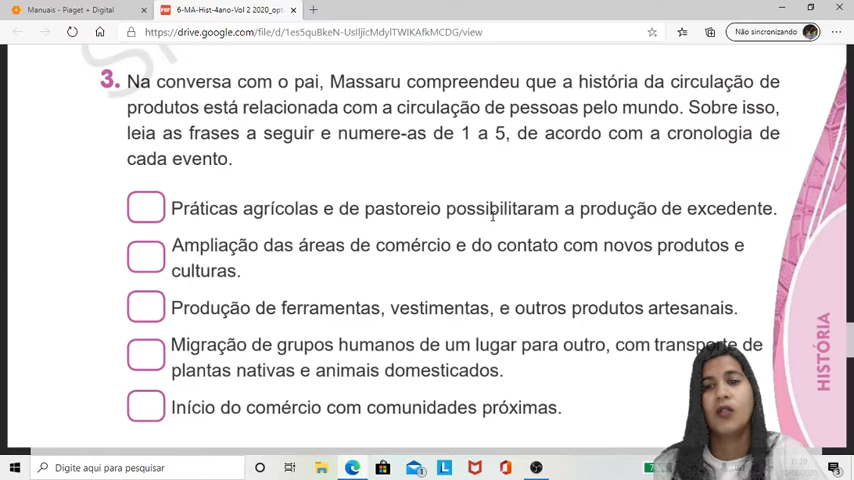 Manuais - Piaget + Digital
PDF
6-MA-Hist-4ano-Vol 2 2020_opt
https://drive.google.com/file/d/1es5quBkeN-UsIljicMdylTWIKAfkMCDG/view
Não sincronizando
3. Na conversa com o pai, Massaru compreendeu que a história da circulação de
produtos está relacionada com a circulação de pessoas pelo mundo. Sobre isso,
leia as frases a seguir e numere-as de 1 a 5, de acordo com a cronologia de
cada evento.
Práticas agrícolas e de pastoreio possibilitaram a produção de excedente.
Ampliação das áreas de comércio e do contato com novos produtos e
culturas.
Produção de ferramentas, vestimentas, e outros produtos artesanais.
Migração de grupos humanos de um lugar para outro, com transporte de
plantas nativas e animais domesticados.
Início do comércio com comunidades próximas.
HISTÓRIA
Digite aqui para pesquisar